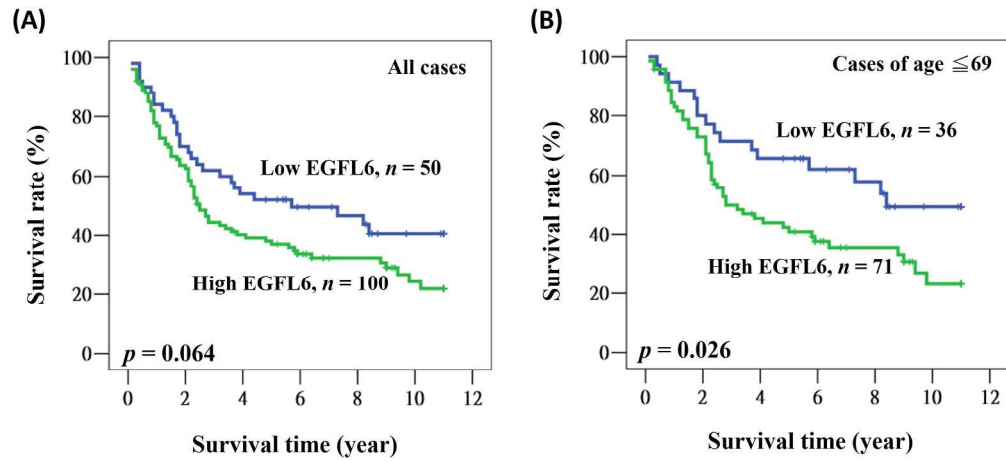 (A)
All cases
Survival rate (%)
100
80
60
40
20
0
Low EGFL6, n = 50
High EGFL6, n = 100
p = 0.064
0 2 4 6 8 10 12
Survival time (year)
(B)
Cases of age ≦69
Survival rate (%)
100
80
60
40
20
0
Low EGFL6, n = 36
High EGFL6, n = 71
p = 0.026
0 2 4 6 8 10 12
Survival time (year)